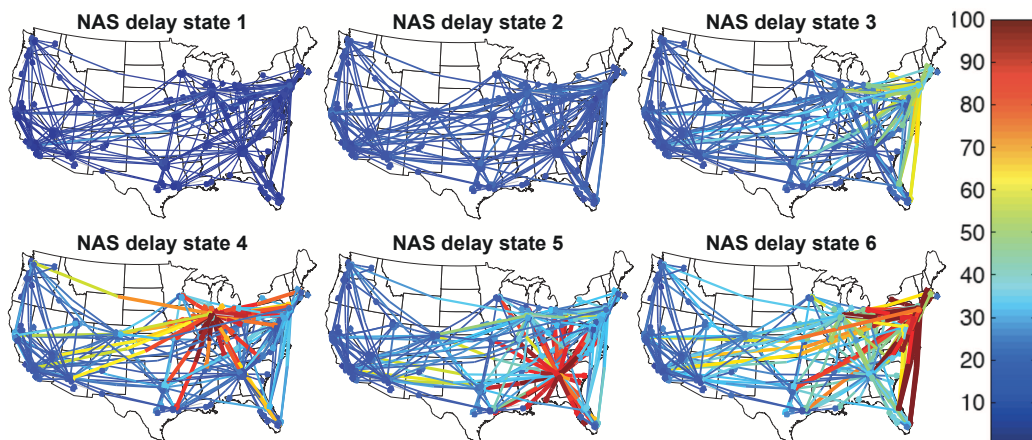 NAS delay state 1
NAS delay state 2
NAS delay state 3
NAS delay state 4
NAS delay state 5
NAS delay state 6
100
90
80
70
60
50
40
30
20
10